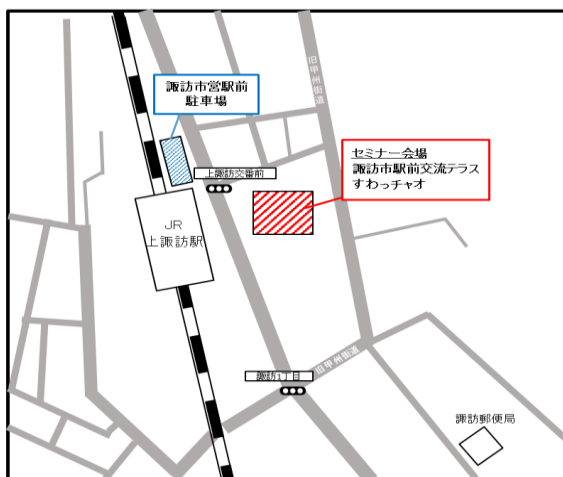 旧甲州街道
諏訪市営駅前
駐車場
セミナー会場
諏訪市駅前交流テラス
すわっチャオ
上諏訪交番前
JR
上諏訪駅
旧甲州街道
諏訪1丁目
諏訪郵便局